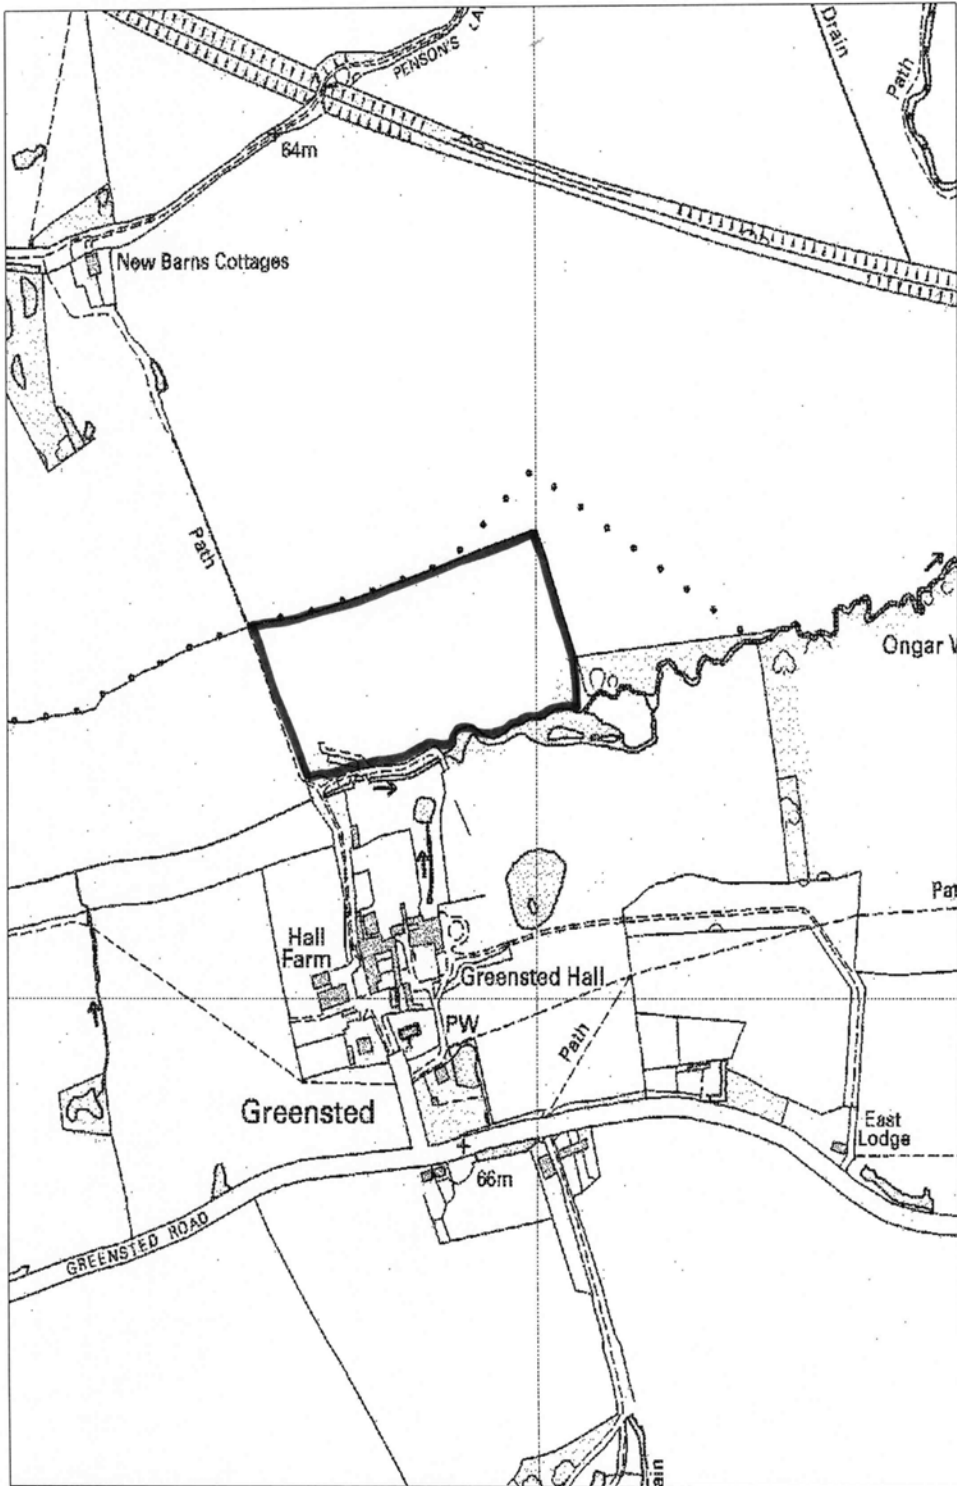 Drain
Path
PENSON'S LA
64m
New Barns Cottages
Path
Ongar W
Pat
Hall
Farm
Greensted Hall
PW
Path
Greensted
East
Lodge
66m
GREENSTED ROAD
ain